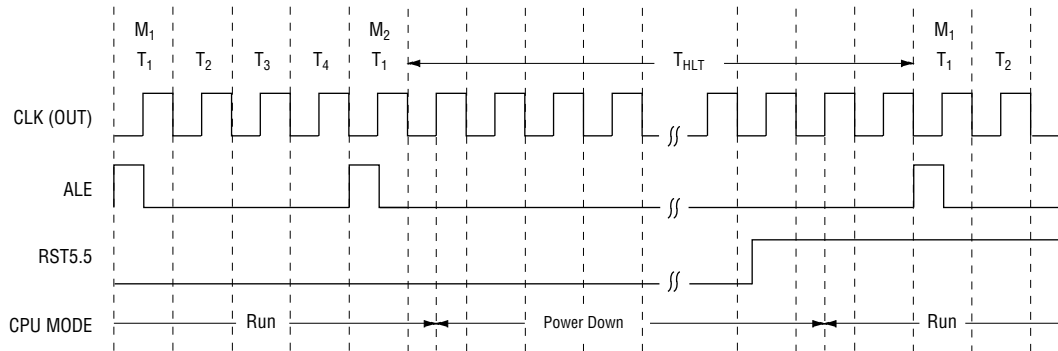 M1 M2 M1
T1 T2 T3 T4 T1 THLT T1 T2
CLK (OUT)
ALE
RST5.5
CPU MODE Run Power Down Run